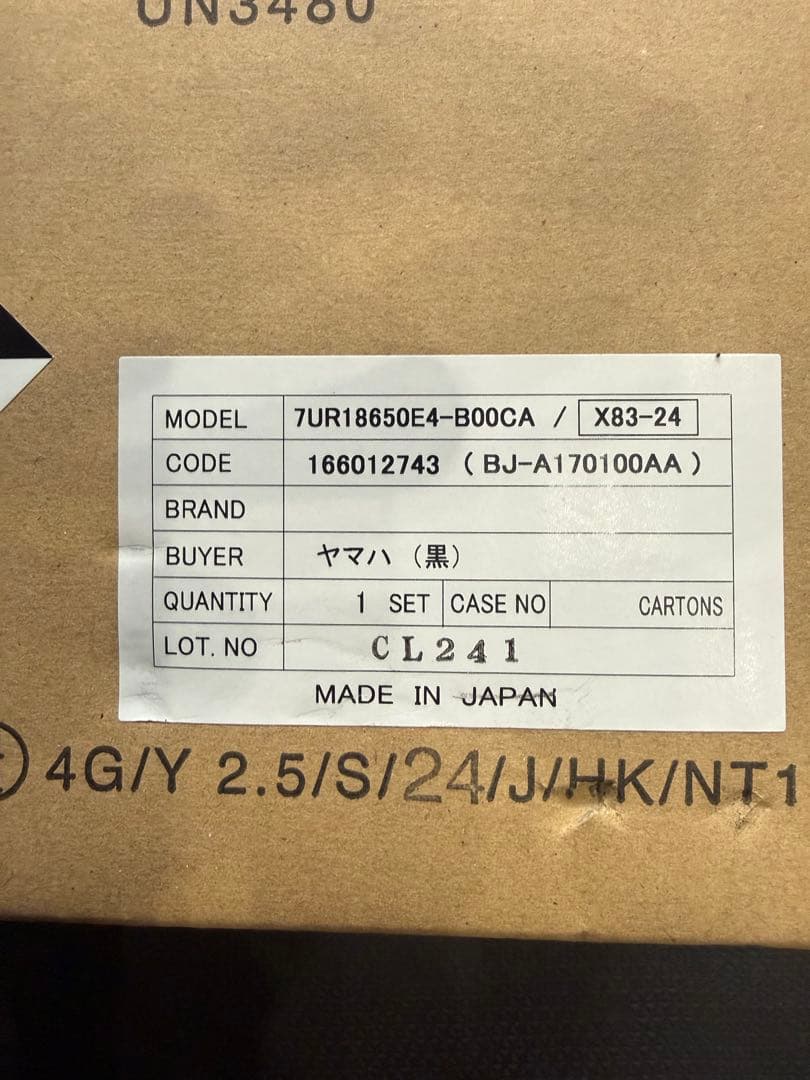 UN3480
MODEL 7UR18650E4-B00CA / X83-24
CODE 166012743 ( BJ-A170100AA )
BRAND
BUYER ヤマハ (黒)
QUANTITY 1 SET CASE NO CARTONS
LOT. NO CL241
MADE IN JAPAN
4G/Y 2.5/S/24/J/HK/NT1